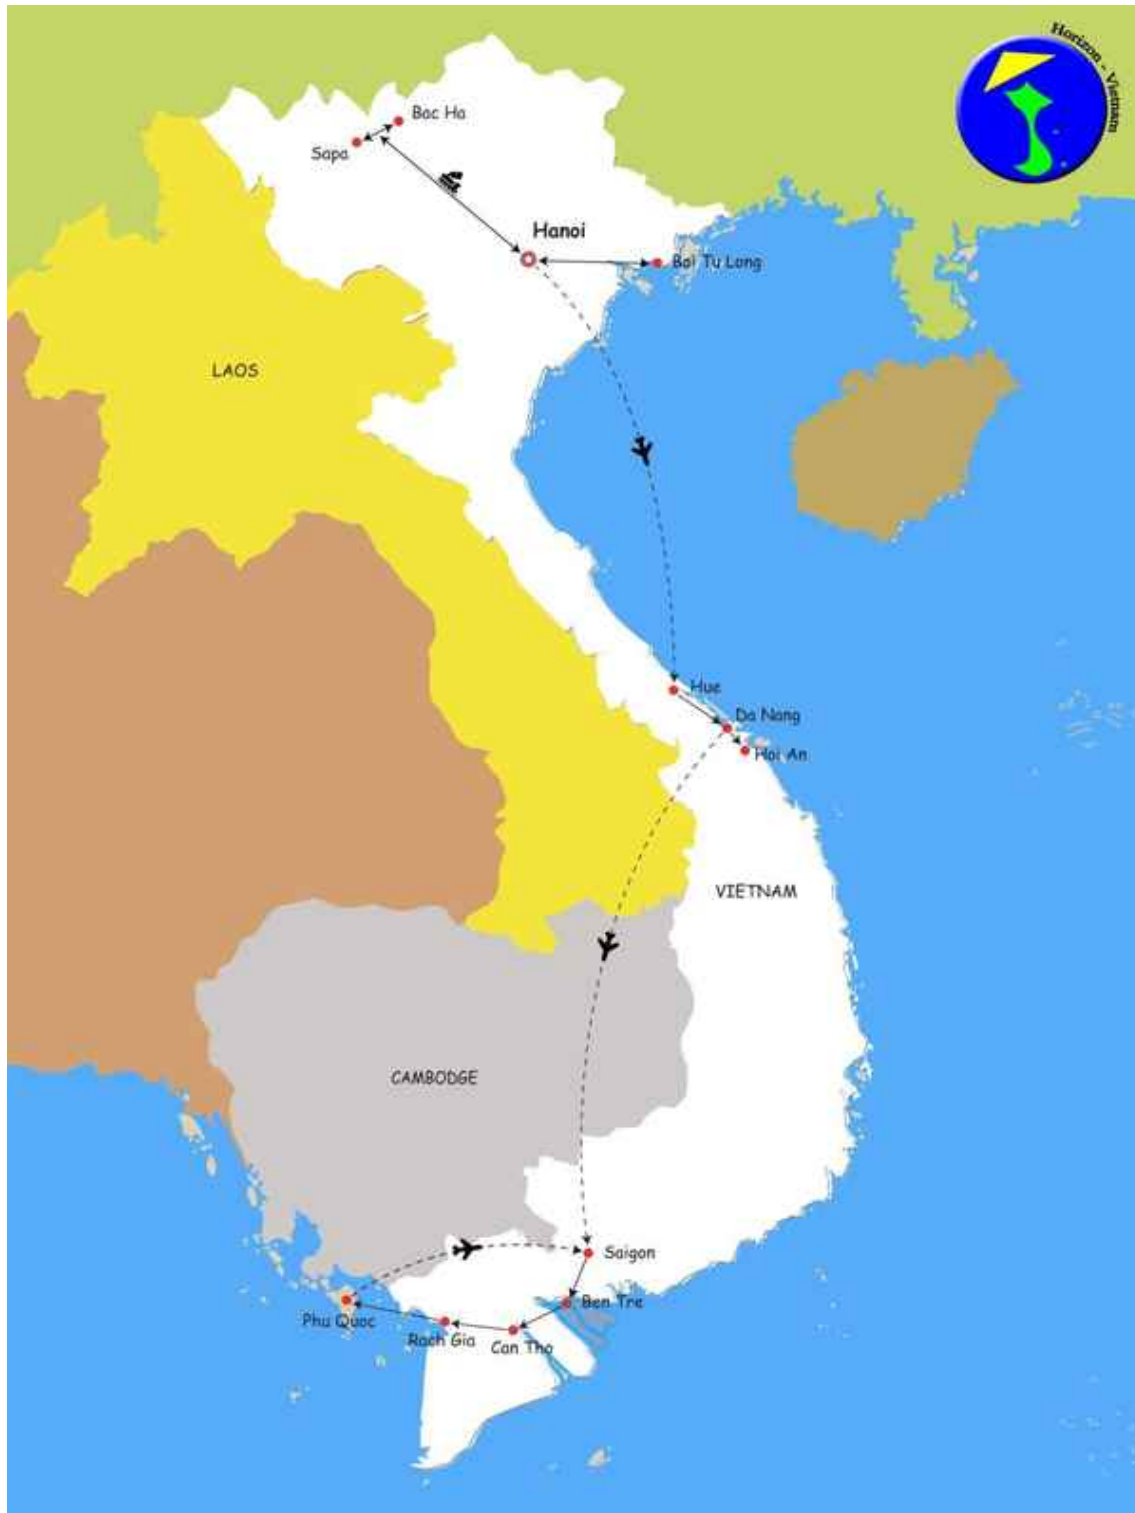 Horizon - Vietnam
Bac Ha
Sapa
Hanoi
Bai Tu Long
LAOS
Hue
Da Nang
Hoi An
VIETNAM
CAMBODGE
Saigon
Ben Tre
Phu Quoc
Rach Gia
Can Tho